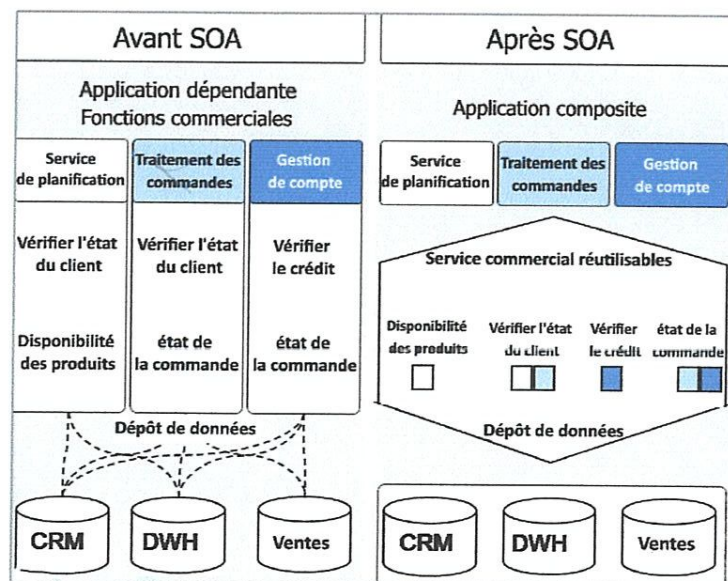 Avant SOA
Application dépendante
Fonctions commerciales
Service
de planification
Traitement des
commandes
Gestion
de compte
Vérifier l'état
du client
Vérifier l'état
du client
Vérifier
le crédit
Disponibilité
des produits
état de
la commande
état de
la commande
Dépôt de données
CRM
DWH
Ventes
Après SOA
Application composite
Service
de planification
Traitement des
commandes
Gestion
de compte
Service commercial réutilisables
Disponibilité
des produits
Vérifier l'état
du client
Vérifier
le crédit
état de la
commande
Dépôt de données
CRM
DWH
Ventes